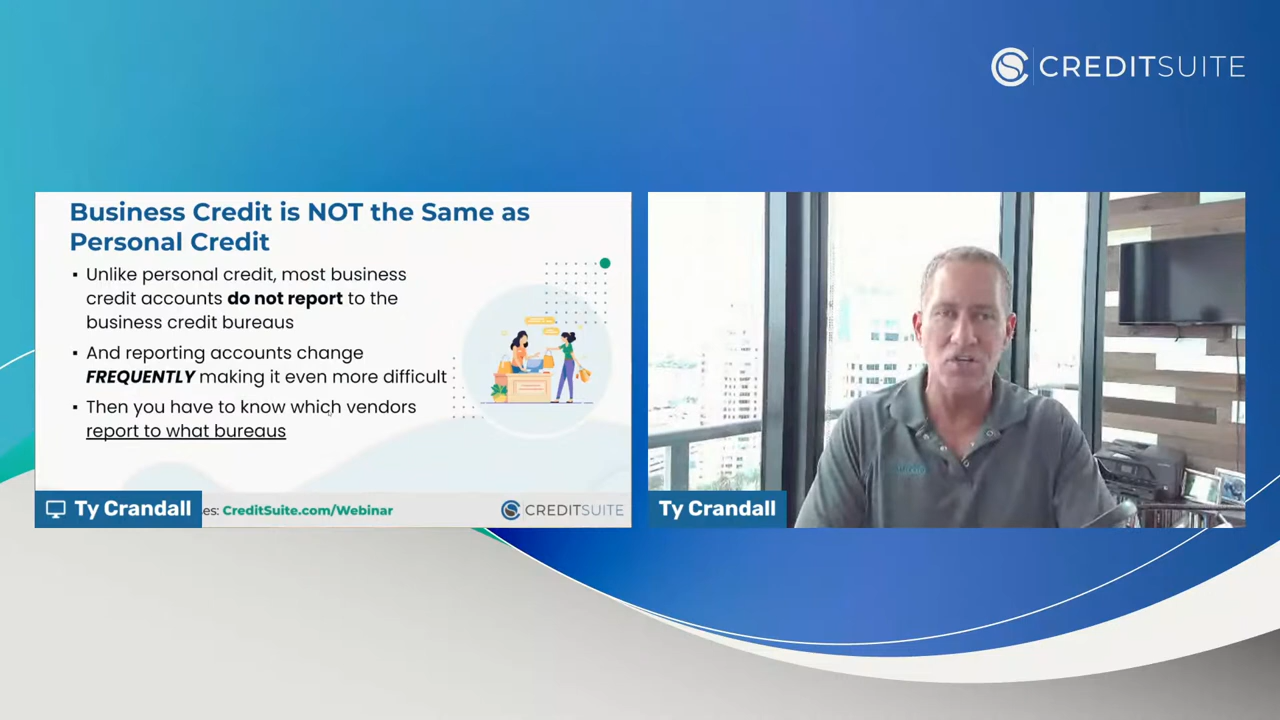 CREDITSUITE
Business Credit is NOT the Same as
Personal Credit
▪ Unlike personal credit, most business
credit accounts do not report to the
business credit bureaus
▪ And reporting accounts change
FREQUENTLY making it even more difficult
▪ Then you have to know which vendors
report to what bureaus
Ty Crandall
es: CreditSuite.com/Webinar
CREDITSUITE
Ty Crandall